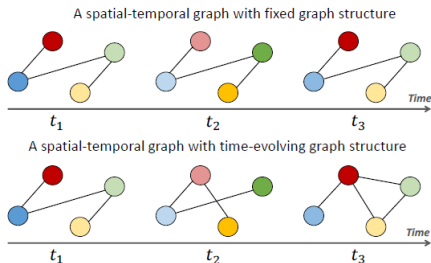 A spatial-temporal graph with fixed graph structure
Time
t1 t2 t3
A spatial-temporal graph with time-evolving graph structure
Time
t1 t2 t3